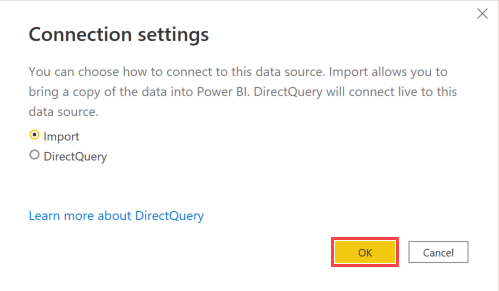 Connection settings
You can choose how to connect to this data source. Import allows you to
bring a copy of the data into Power BI. DirectQuery will connect live to this
data source.
Import
DirectQuery
Learn more about DirectQuery
OK
Cancel